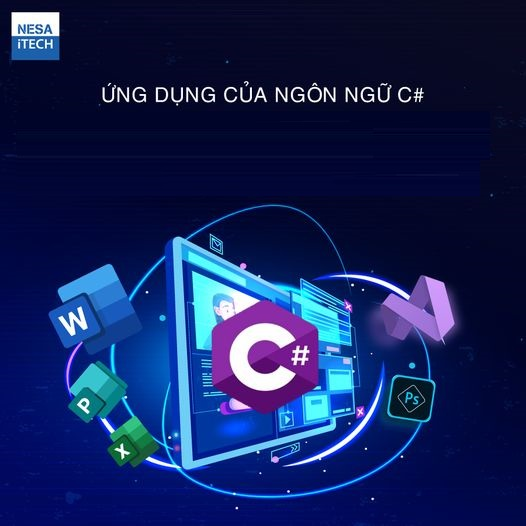 NESA
iTECH
ỨNG DỤNG CỦA NGÔN NGỮ C#
W
P
X
C#
Ps